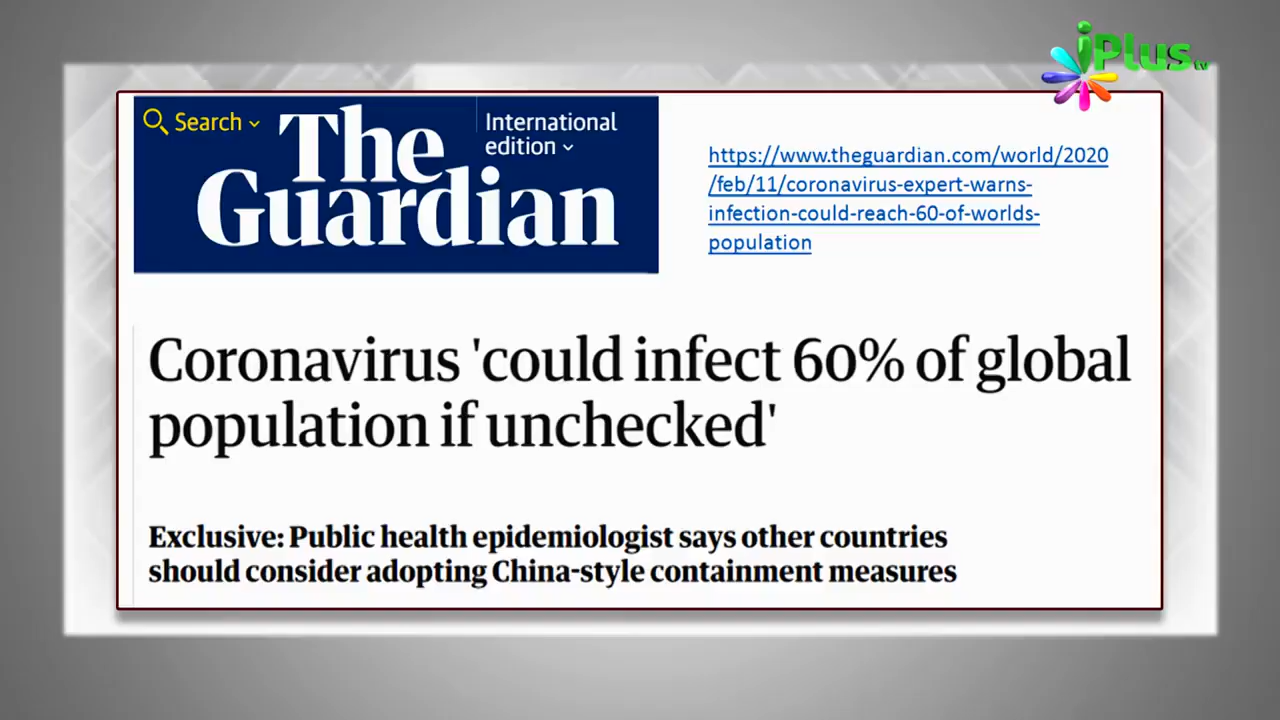 iPlus tv
Search
The
Guardian
International
edition
https://www.theguardian.com/world/2020
/feb/11/coronavirus-expert-warns-
infection-could-reach-60-of-worlds-
population
Coronavirus 'could infect 60% of global
population if unchecked'
Exclusive: Public health epidemiologist says other countries
should consider adopting China-style containment measures